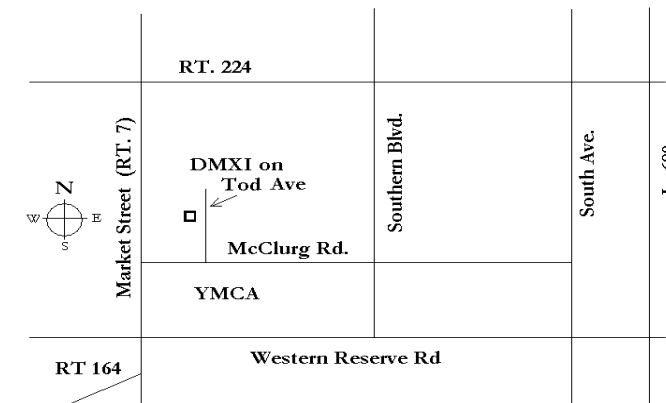 RT. 224
Market Street (RT. 7)
DMXI on
Tod Ave
Southern Blvd.
South Ave.
N
W
E
S
McClurg Rd.
YMCA
Western Reserve Rd
RT 164